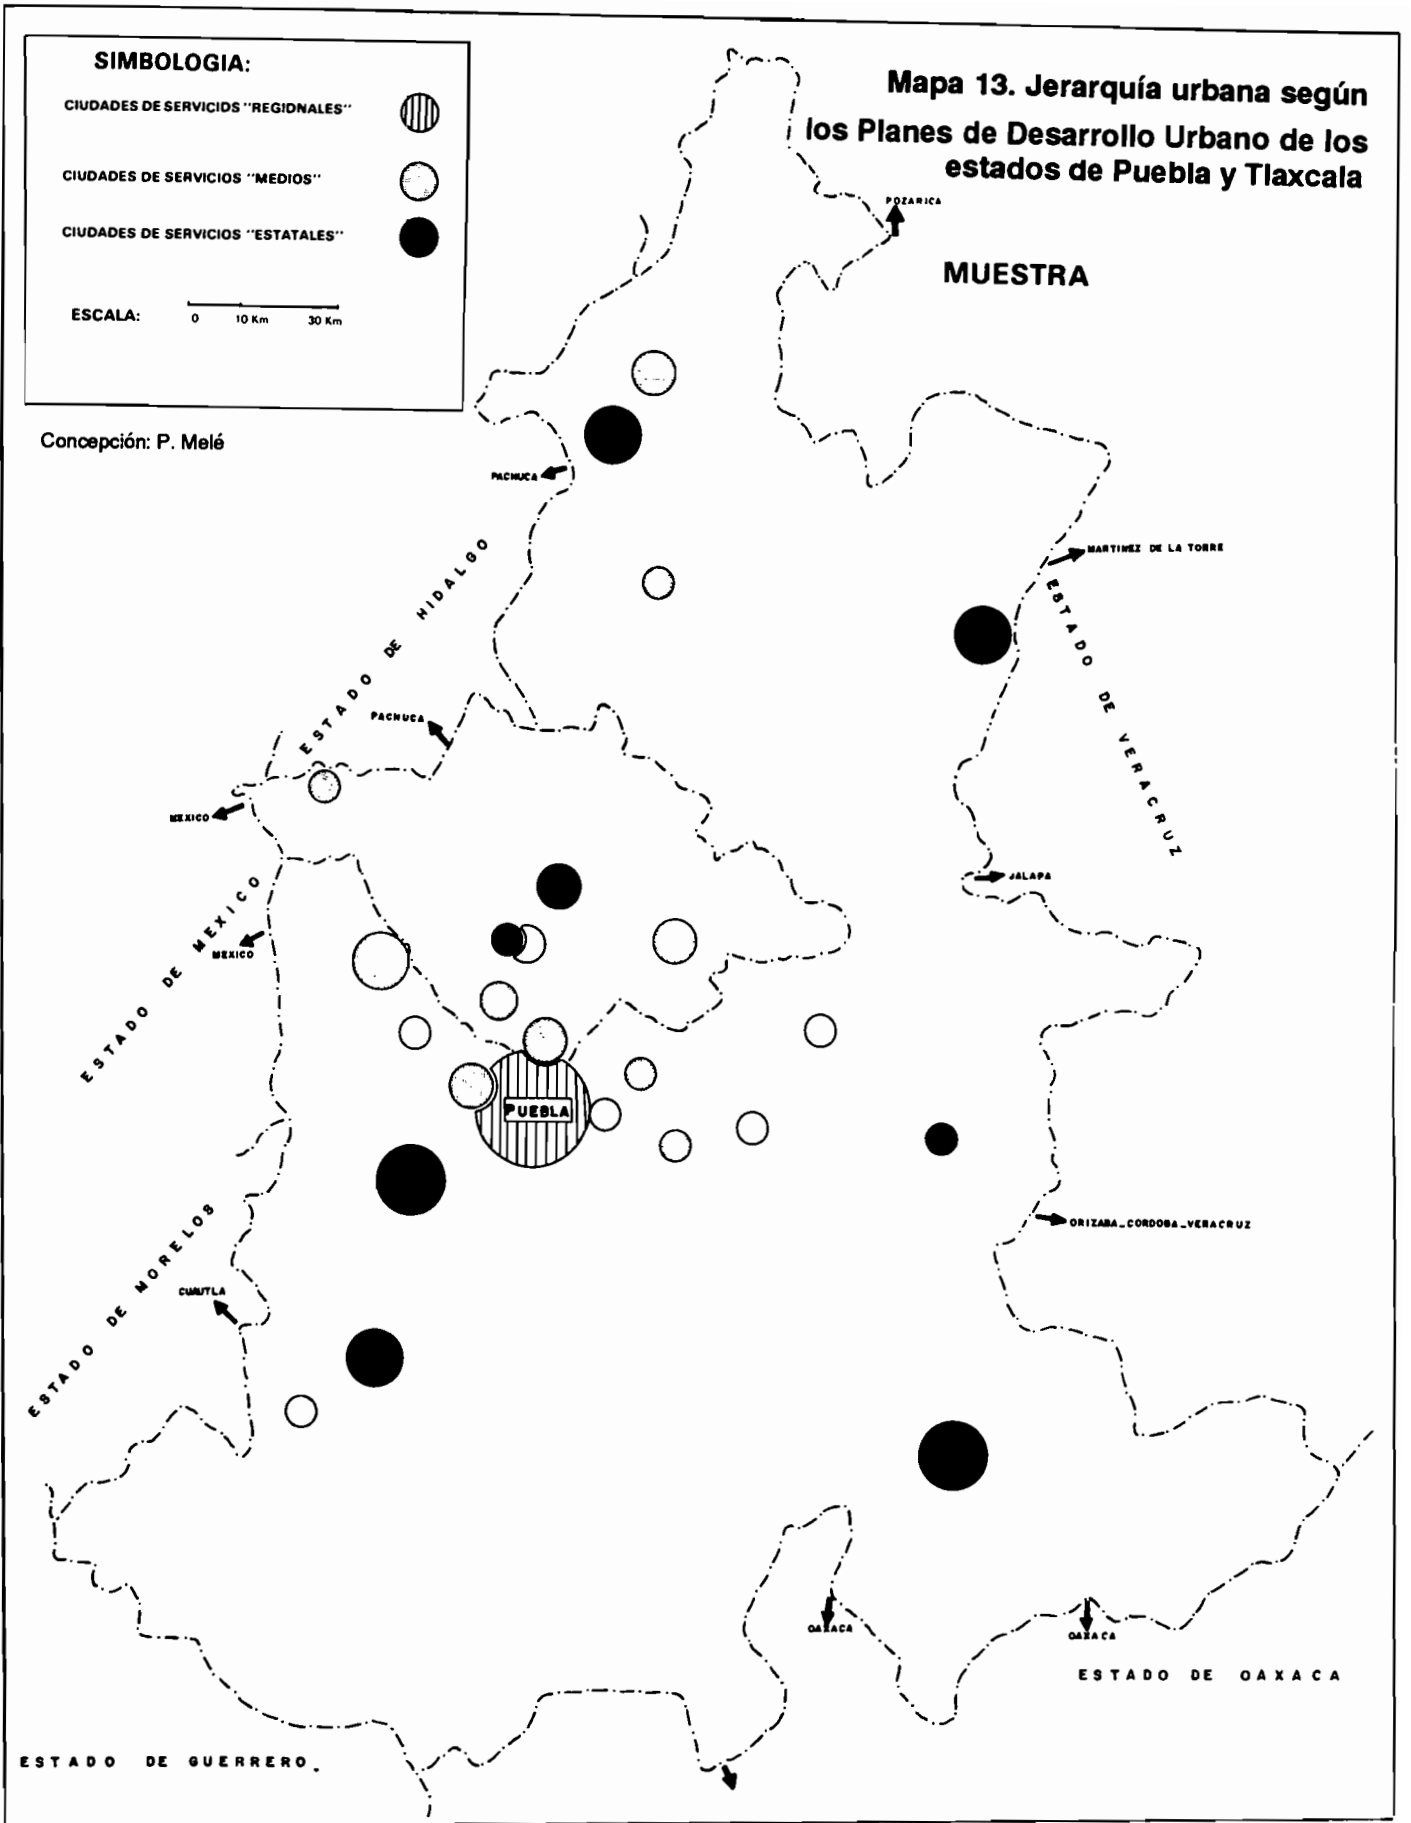 SIMBOLOGIA:
CIUDADES DE SERVICIOS "REGIONALES"
CIUDADES DE SERVICIOS "MEDIOS"
CIUDADES DE SERVICIOS "ESTATALES"
ESCALA:
0 10 Km 30 Km
Concepción: P. Melé
Mapa 13. Jerarquía urbana según
los Planes de Desarrollo Urbano de los
estados de Puebla y Tlaxcala
POZARICA
MUESTRA
PACHUCA
MARTINEZ DE LA TORRE
ESTADO DE HIDALGO
ESTADO DE VERACRUZ
PACHUCA
MEXICO
JALAPA
MEXICO
ESTADO DE MEXICO
PUEBLA
ORIZABA_CORDOBA_VERACRUZ
ESTADO DE MORELOS
CUAUTLA
OAXACA
OAXACA
ESTADO DE OAXACA
ESTADO DE GUERRERO.